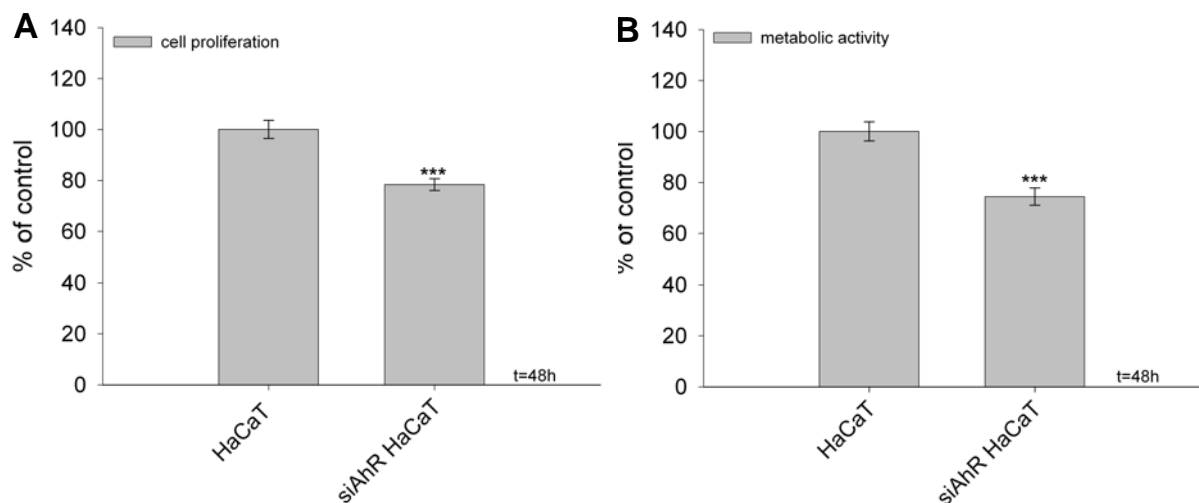 A
cell proliferation
% of control
140
120
100
80
60
40
20
0
***
t=48h
HaCaT
siAhR HaCaT
B
metabolic activity
% of control
140
120
100
80
60
40
20
0
***
t=48h
HaCaT
siAhR HaCaT